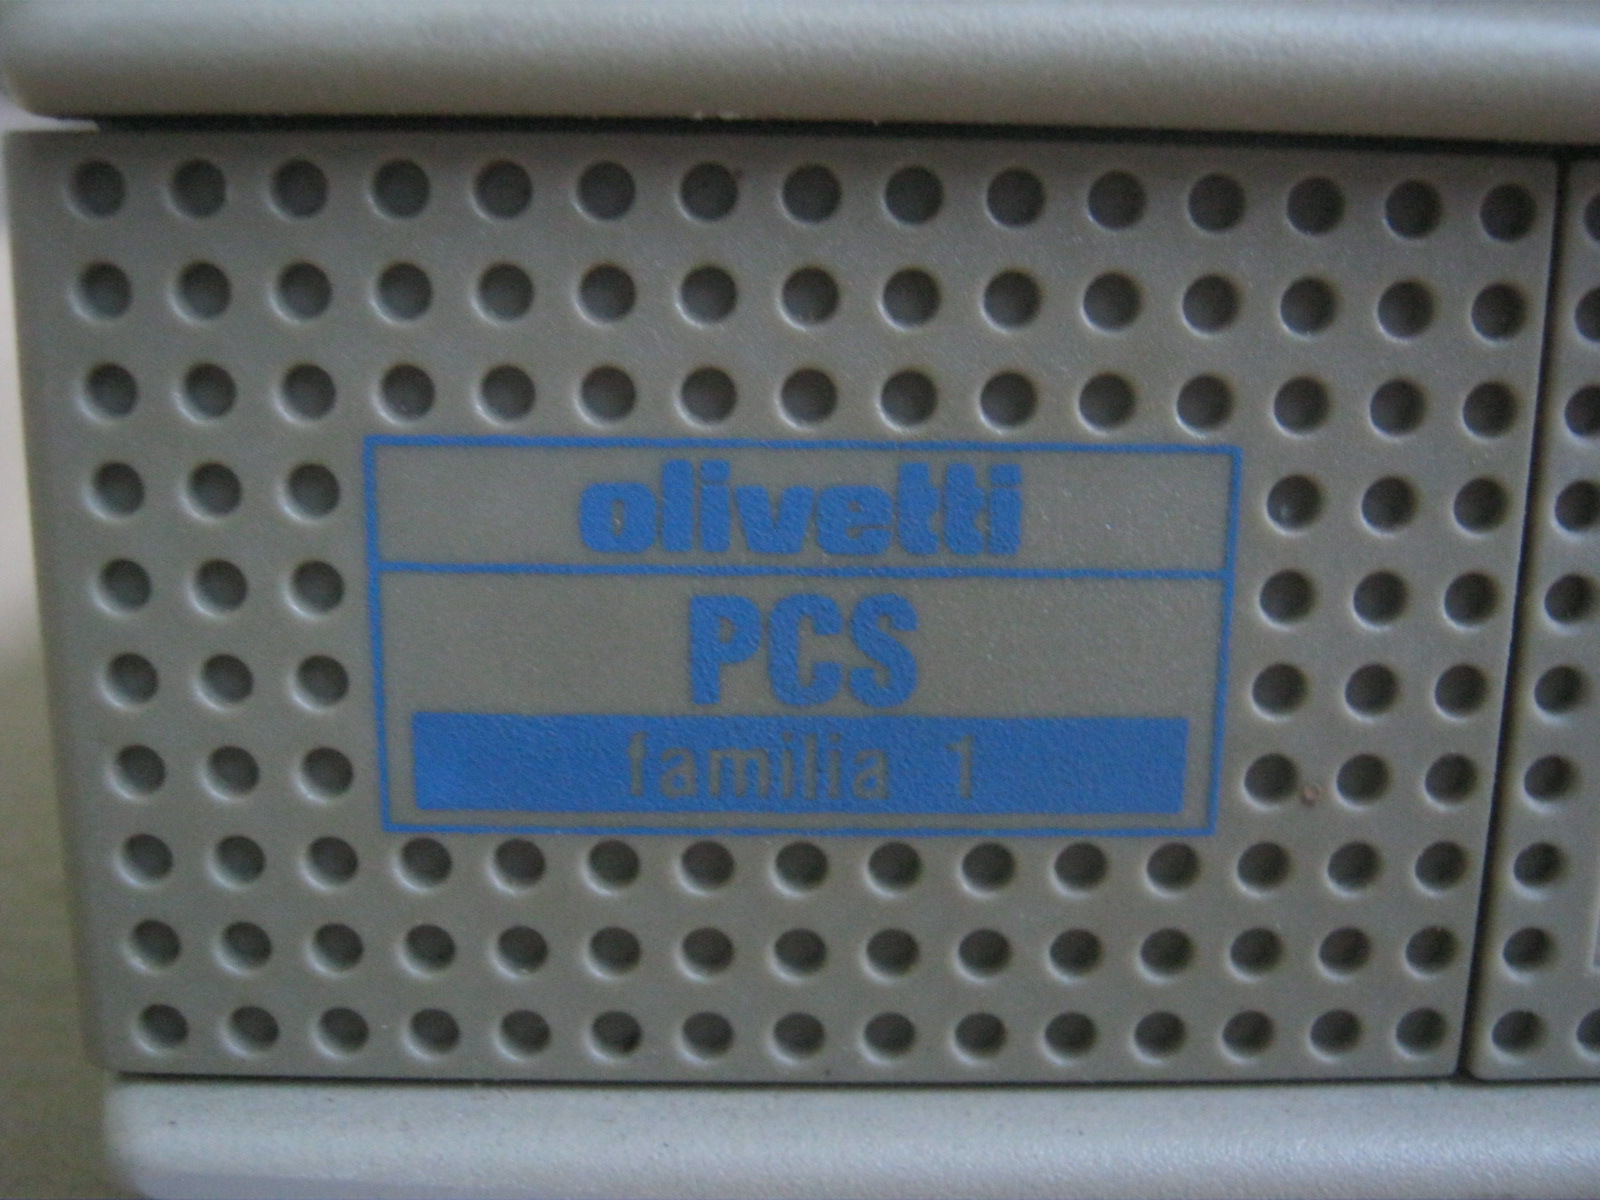 olivetti
PCS
familia 1